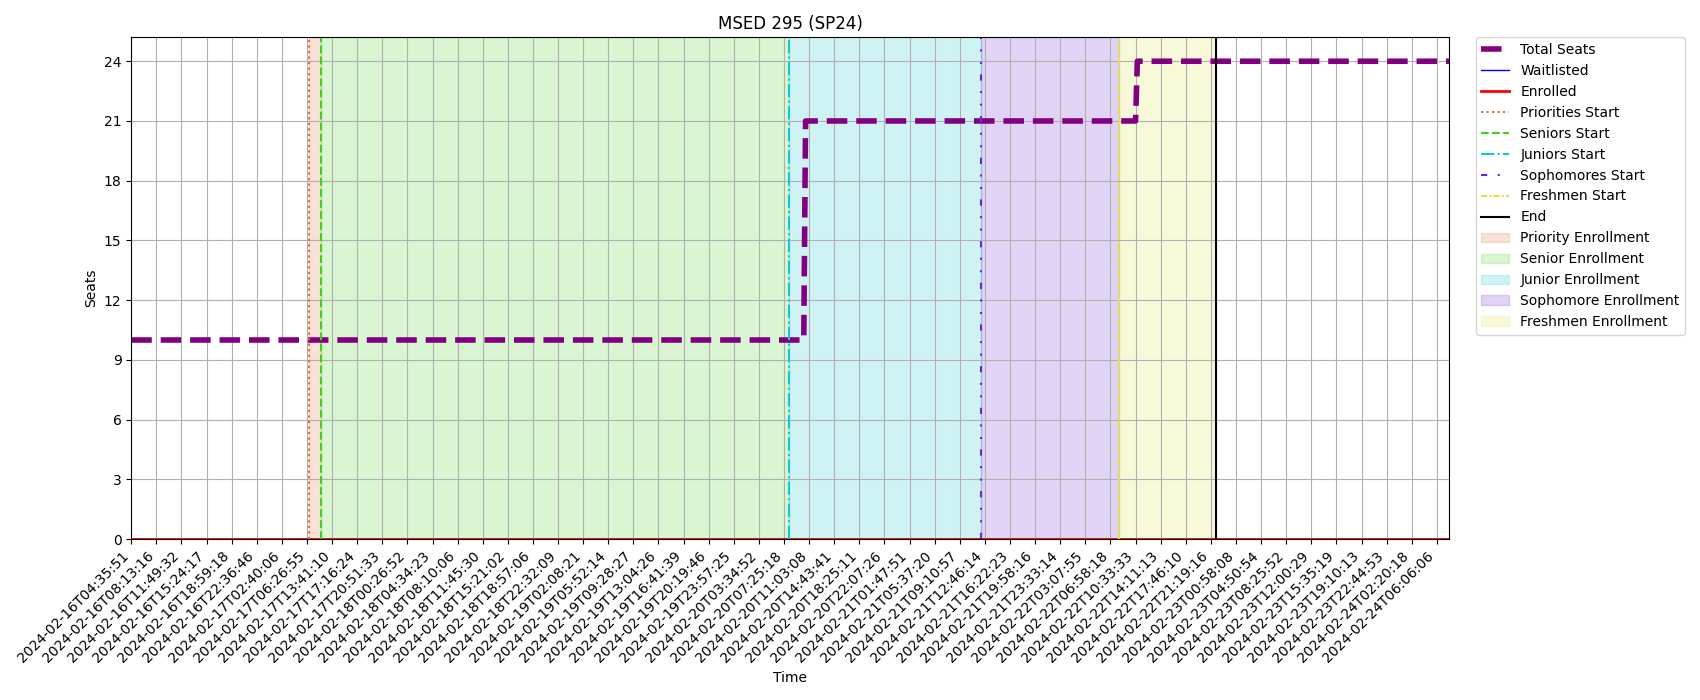 MSED 295 (SP24)
Seats
24
21
18
15
12
9
6
3
0
2024-02-16T04:35:51
2024-02-16T08:13:16
2024-02-16T11:49:32
2024-02-16T15:24:17
2024-02-16T18:59:18
2024-02-16T22:36:46
2024-02-17T02:40:06
2024-02-17T06:26:55
2024-02-17T13:41:10
2024-02-17T17:16:24
2024-02-17T20:51:33
2024-02-18T00:26:52
2024-02-18T04:34:23
2024-02-18T08:10:06
2024-02-18T11:45:30
2024-02-18T15:21:02
2024-02-18T18:57:06
2024-02-18T22:32:09
2024-02-19T02:08:21
2024-02-19T05:52:14
2024-02-19T09:28:27
2024-02-19T13:04:26
2024-02-19T16:41:39
2024-02-19T20:19:46
2024-02-19T23:57:25
2024-02-20T03:34:52
2024-02-20T07:25:18
2024-02-20T11:03:08
2024-02-20T14:43:41
2024-02-20T18:25:11
2024-02-20T22:07:26
2024-02-21T01:47:51
2024-02-21T05:37:20
2024-02-21T09:10:57
2024-02-21T12:46:14
2024-02-21T16:22:23
2024-02-21T19:58:16
2024-02-21T23:33:14
2024-02-22T03:07:55
2024-02-22T06:58:18
2024-02-22T10:33:33
2024-02-22T14:11:13
2024-02-22T17:46:10
2024-02-22T21:19:16
2024-02-23T00:58:08
2024-02-23T04:50:54
2024-02-23T08:25:52
2024-02-23T12:00:29
2024-02-23T15:35:19
2024-02-23T19:10:13
2024-02-23T22:44:53
2024-02-24T02:20:18
2024-02-24T06:06:06
Time
Total Seats
Waitlisted
Enrolled
Priorities Start
Seniors Start
Juniors Start
Sophomores Start
Freshmen Start
End
Priority Enrollment
Senior Enrollment
Junior Enrollment
Sophomore Enrollment
Freshmen Enrollment